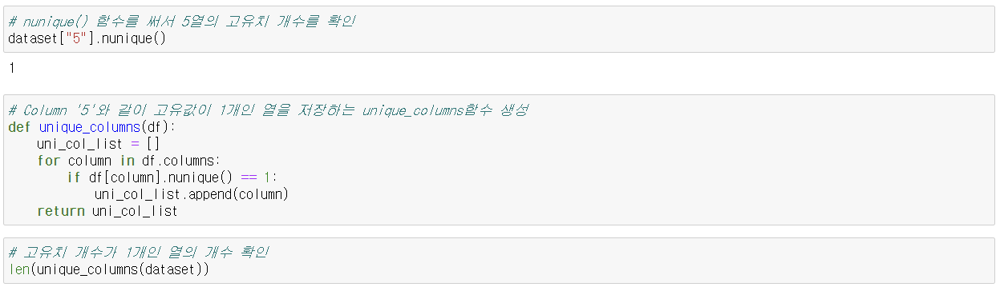 # nunique() 함수를 써서 5열의 고유치 개수를 확인
dataset["5"].nunique()
1
# Column '5'와 같이 고유값이 1개인 열을 저장하는 unique_columns함수 생성
def unique_columns(df):
    uni_col_list = []
    for column in df.columns:
        if df[column].nunique() == 1:
            uni_col_list.append(column)
    return uni_col_list
# 고유치 개수가 1개인 열의 개수 확인
len(unique_columns(dataset))